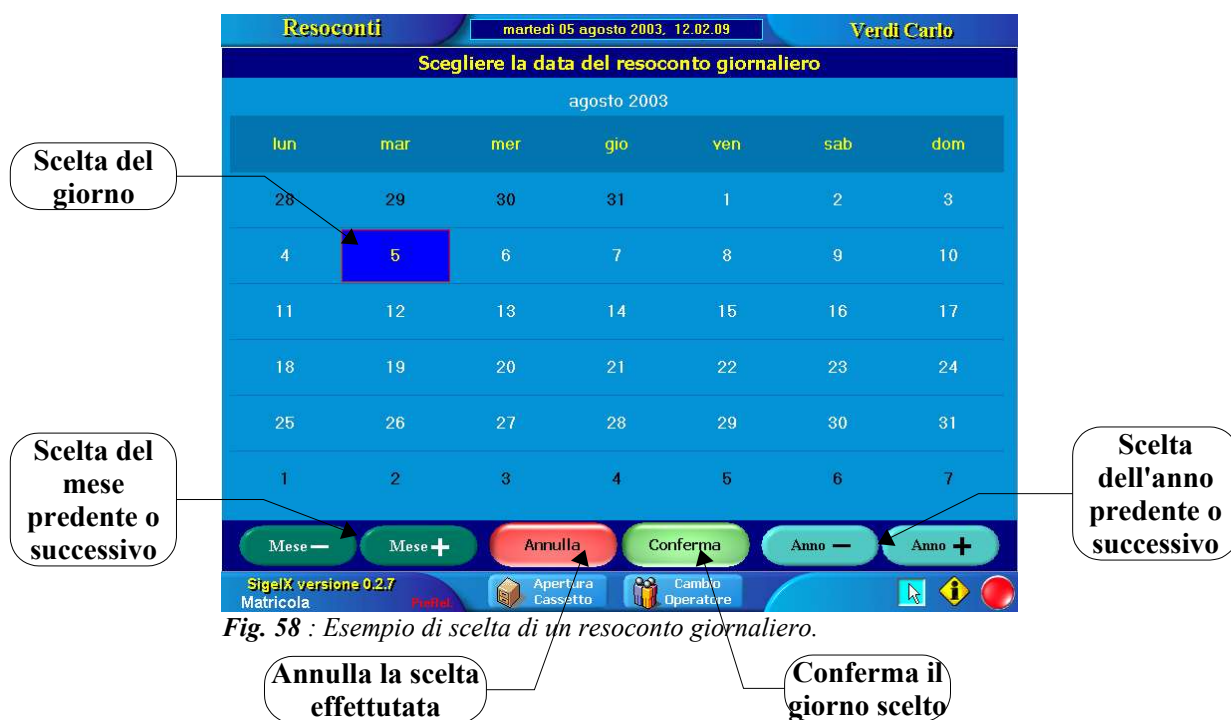 Resoconti martedì 05 agosto 2003, 12.02.09 Verdi Carlo
Scegliere la data del resoconto giornaliero
agosto 2003
lun mar mer gio ven sab dom
Scelta del
giorno
28 29 30 31 1 2 3
4 5 6 7 8 9 10
11 12 13 14 15 16 17
18 19 20 21 22 23 24
25 26 27 28 29 30 31
1 2 3 4 5 6 7
Scelta del
mese
predente o
successivo
Scelta
dell'anno
predente o
successivo
Mese — Mese + Annulla Conferma Anno — Anno +
SigelX versione 0.2.7
Matricola
Apertura
Cassetto
Cambio
Operatore
Fig. 58 : Esempio di scelta di un resoconto giornaliero.
Annulla la scelta
effettutata
Conferma il
giorno scelto